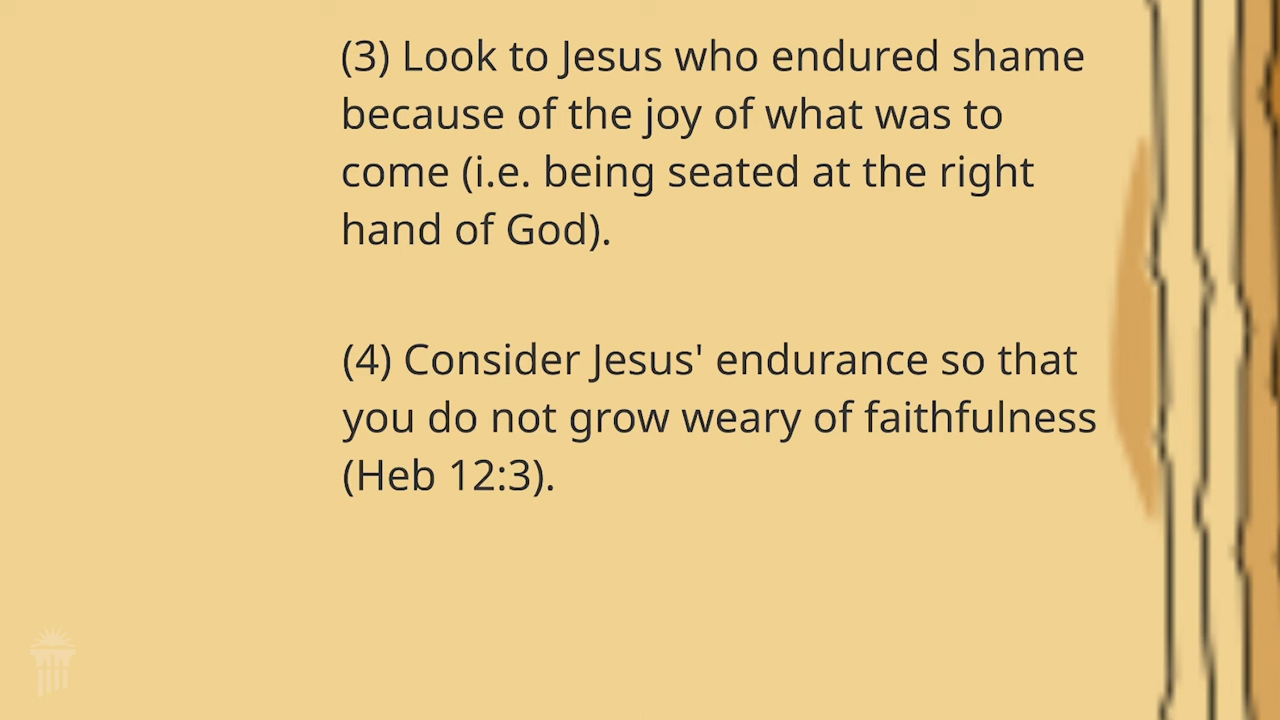 (3) Look to Jesus who endured shame
because of the joy of what was to
come (i.e. being seated at the right
hand of God).
(4) Consider Jesus' endurance so that
you do not grow weary of faithfulness
(Heb 12:3).